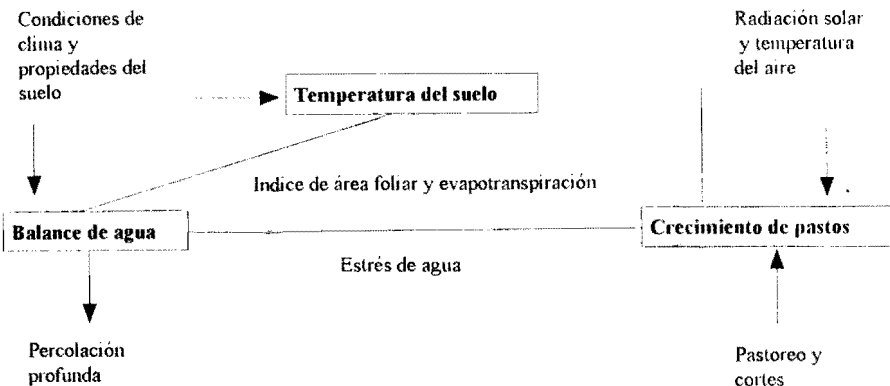 Condiciones de
clima y
propiedades del
suelo
Radiación solar
y temperatura
del aire
Temperatura del suelo
Indice de área foliar y evapotranspiración
Balance de agua
Crecimiento de pastos
Estrés de agua
Percolación
profunda
Pastoreo y
cortes